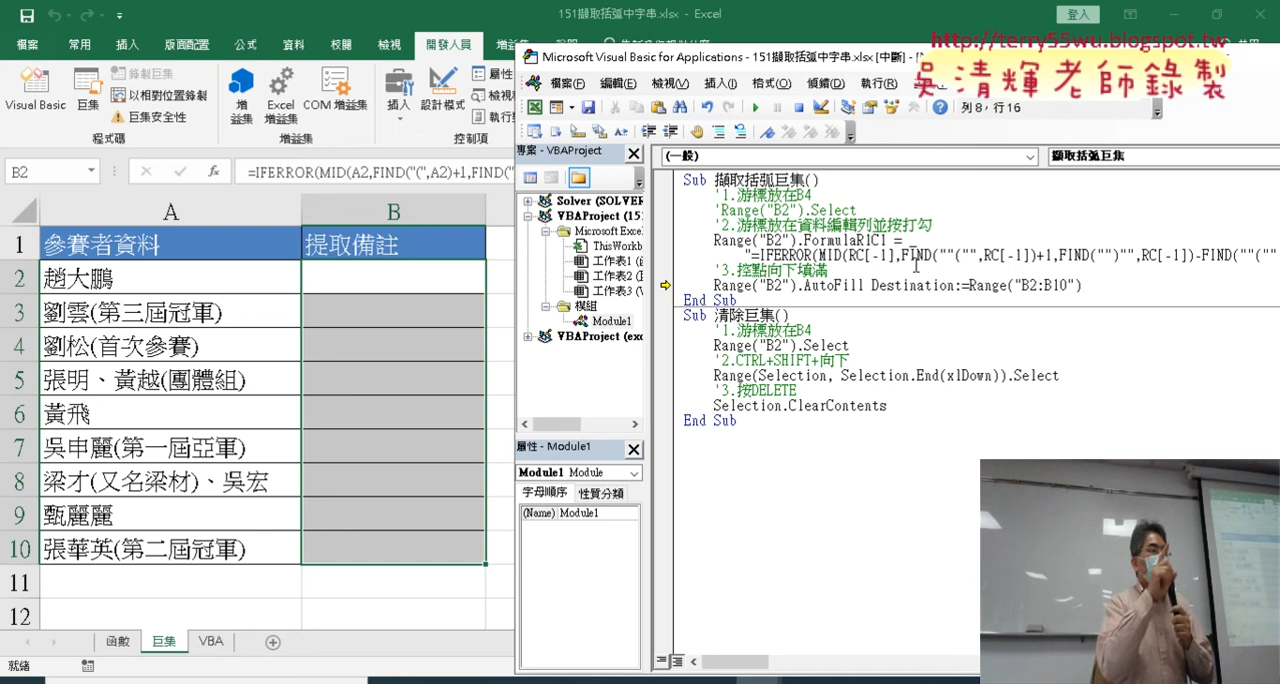 151擷取括弧中字串.xlsx - Excel
登入
檔案 常用 插入 版面配置 公式 資料 校閱 檢視 開發人員
http://terry55wu.blogspot.tw
吳清輝老師錄製
Visual Basic
巨集
錄製巨集
以相對位置錄製
巨集安全性
程式碼
增益集
Excel 增益集
COM 增益集
增益集
插入
設計模式
控制項
B2
=IFERROR(MID(A2,FIND("(",A2)+1,FIND("
A B
1 參賽者資料 提取備註
2 趙大鵬
3 劉雲(第三屆冠軍)
4 劉松(首次參賽)
5 張明、黃越(團體組)
6 黃飛
7 吳申麗(第一屆亞軍)
8 梁才(又名梁材)、吳宏
9 甄麗麗
10 張華英(第二屆冠軍)
11
12
函數 巨集 VBA
就緒
Microsoft Visual Basic for Applications - 151擷取括弧中字串.xlsx [中斷]
檔案(F) 編輯(E) 檢視(V) 插入(I) 格式(O) 偵錯(D) 執行(R)
列 8, 行 16
專案 - VBAProject
Solver (SOLVER
VBAProject (15
Microsoft Exce
ThisWorkb
工作表1 (
工作表2 (
工作表3 (
模組
Module1
VBAProject (exc
屬性 - Module1
Module1 Module
字母順序 性質分類
(Name) Module1
(一般) 擷取括弧巨集
Sub 擷取括弧巨集()
'1.游標放在B4
'Range("B2").Select
'2.游標放在資料編輯列並按打勾
Range("B2").FormulaR1C1 = _
"=IFERROR(MID(RC[-1],FIND(""("",RC[-1])+1,FIND("")"",RC[-1])-FIND(""(""
'3.控點向下填滿
Range("B2").AutoFill Destination:=Range("B2:B10")
End Sub
Sub 清除巨集()
'1.游標放在B4
Range("B2").Select
'2.CTRL+SHIFT+向下
Range(Selection, Selection.End(xlDown)).Select
'3.按DELETE
Selection.ClearContents
End Sub